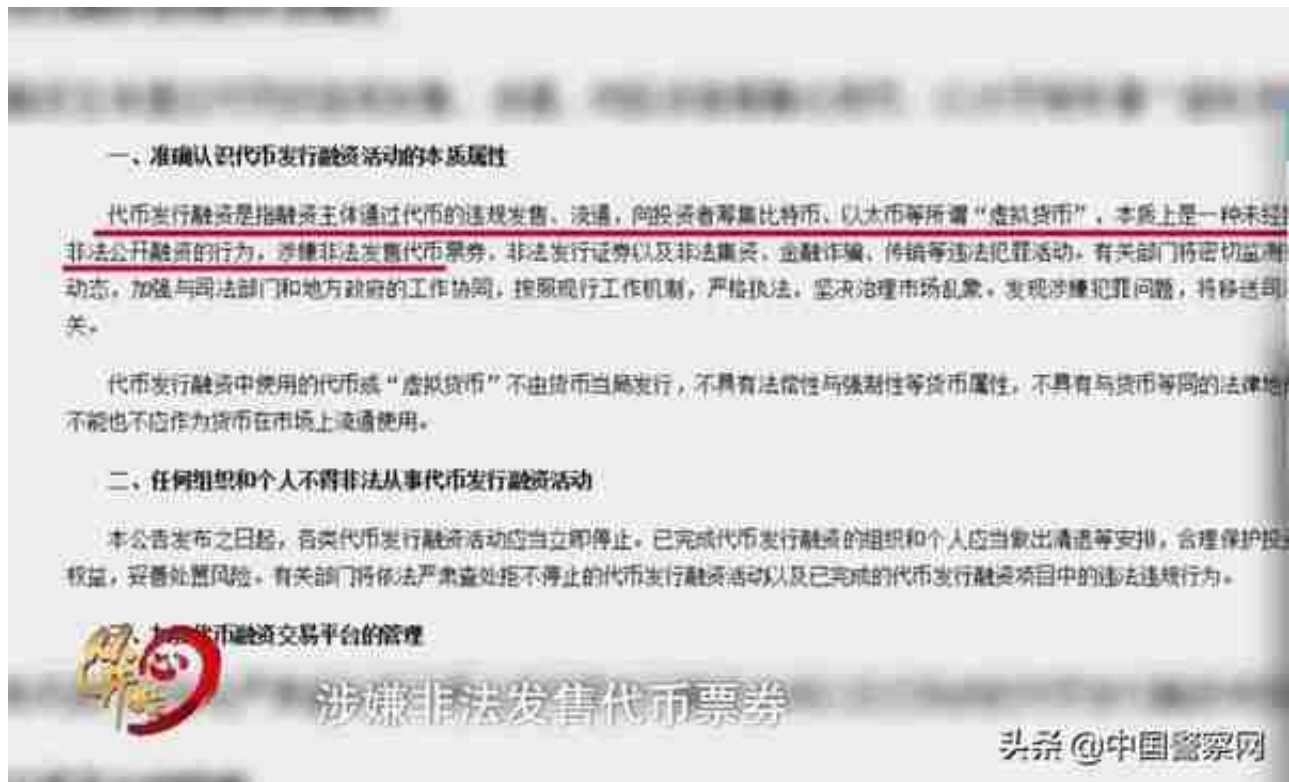 一、准确认识代币发行融资活动的本质属性
代币发行融资是指融资主体通过代币的违规发售、流通，向投资者筹集比特币、以太币等所谓“虚拟货币”，本质上是一种未经
非法公开融资的行为，涉嫌非法发售代币票券、非法发行证券以及非法集资、金融诈骗、传销等违法犯罪活动。有关部门将密切监测
动态，加强与司法部门和地方政府的工作协同，按照现行工作机制，严格执法，坚决治理市场乱象。发现涉嫌犯罪问题，将移送司
关。
代币发行融资中使用的代币或“虚拟货币”不由货币当局发行，不具有法偿性与强制性等货币属性，不具有与货币等同的法律地
不能也不应作为货币在市场上流通使用。
二、任何组织和个人不得非法从事代币发行融资活动
本公告发布之日起，各类代币发行融资活动应当立即停止。已完成代币发行融资的组织和个人应当做出清退等安排，合理保护投
权益，妥善处置风险。有关部门将依法严肃查处拒不停止的代币发行融资活动以及已完成的代币发行融资项目中的违法违规行为。
代币融资交易平台的管理
涉嫌非法发售代币票券
头条 @中国警察网